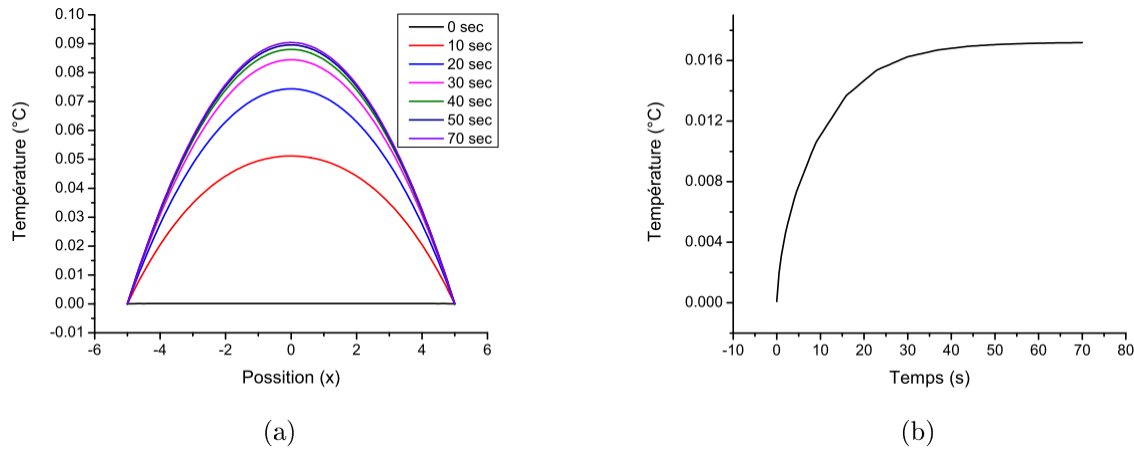 0.10
0.09
0.08
0.07
0.06
0.05
0.04
0.03
0.02
0.01
0.00
-0.01
Température (°C)
-6 -4 -2 0 2 4 6
Possition (x)
0 sec
10 sec
20 sec
30 sec
40 sec
50 sec
70 sec
(a)
0.016
0.012
0.008
0.004
0.000
Température (°C)
-10 0 10 20 30 40 50 60 70 80
Temps (s)
(b)